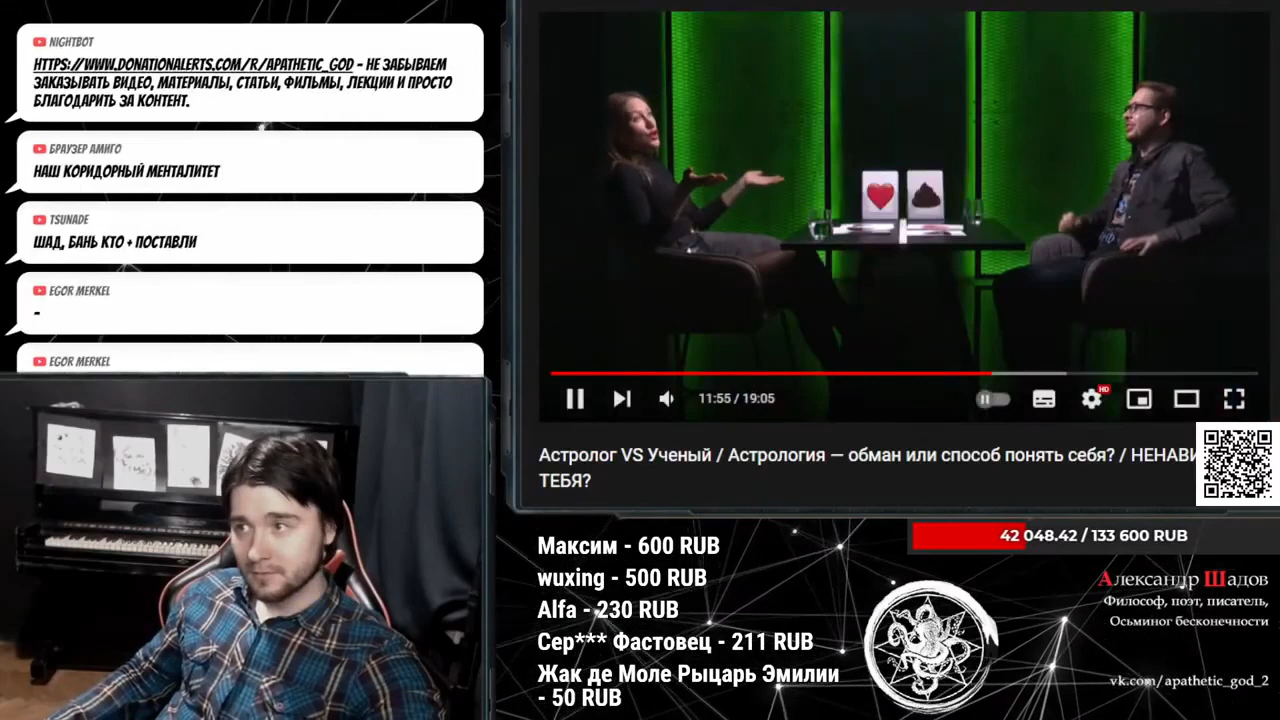 NIGHTBOT
HTTPS://WWW.DONATIONALERTS.COM/R/APATHETIC_GOD - НЕ ЗАБЫВАЕМ
ЗАКАЗЫВАТЬ ВИДЕО, МАТЕРИАЛЫ, СТАТЬИ, ФИЛЬМЫ, ЛЕКЦИИ И ПРОСТО
БЛАГОДАРИТЬ ЗА КОНТЕНТ.
БРАУЗЕР АМИГО
НАШ КОРИДОРНЫЙ МЕНТАЛИТЕТ
TSUNADE
ШАД, БАНЬ КТО + ПОСТАВЛИ
EGOR MERKEL
-
EGOR MERKEL
11:55 / 19:05
HD
Астролог VS Ученый / Астрология — обман или способ понять себя? / НЕНАВИ
ТЕБЯ?
42 048.42 / 133 600 RUB
Максим - 600 RUB
wuxing - 500 RUB
Alfa - 230 RUB
Сер*** Фастовец - 211 RUB
Жак де Моле Рыцарь Эмилии
- 50 RUB
Александр Шадов
Философ, поэт, писатель,
Осьминог бесконечности
vk.com/apathetic_god_2